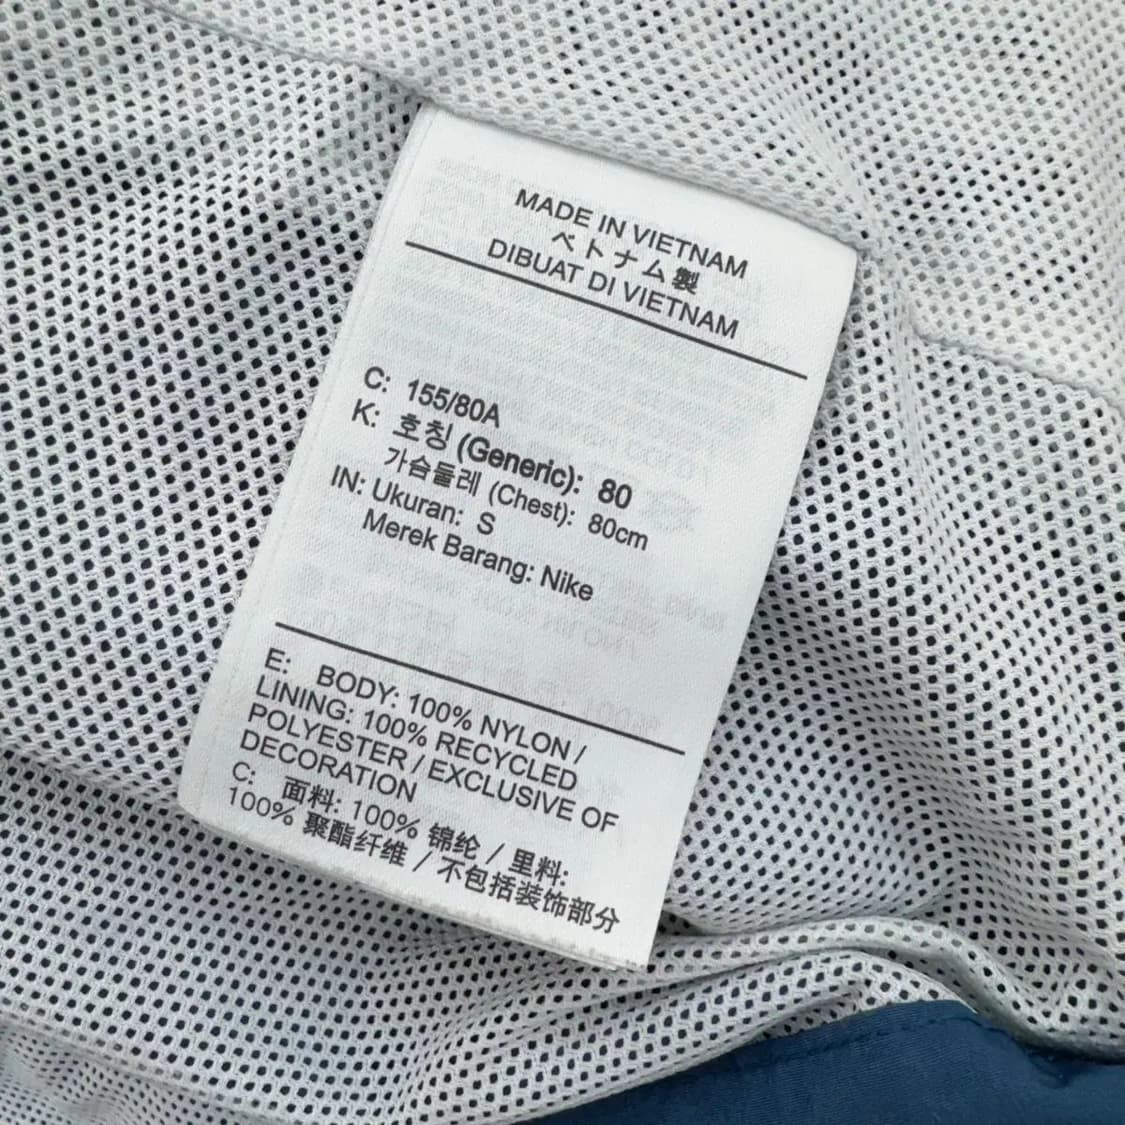 MADE IN VIETNAM
ベトナム製
DIBUAT DI VIETNAM
C: 155/80A
K: 호칭 (Generic): 80
가슴둘레 (Chest): 80cm
IN: Ukuran: S
Merek Barang: Nike
E: BODY: 100% NYLON /
LINING: 100% RECYCLED
POLYESTER / EXCLUSIVE OF
DECORATION
C: 面料: 100% 锦纶 / 里料:
100% 聚酯纤维 / 不包括装饰部分